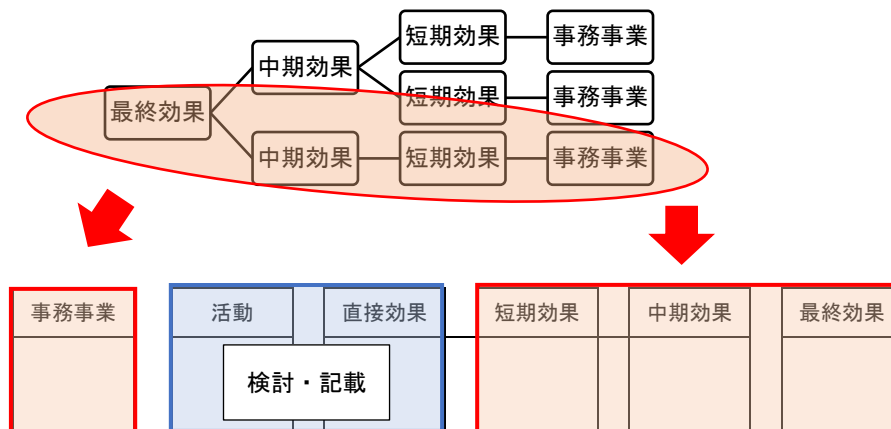 短期効果
事務事業
中期効果
短期効果
事務事業
最終効果
中期効果
短期効果
事務事業
事務事業
活動
直接効果
短期効果
中期効果
最終効果
検討・記載